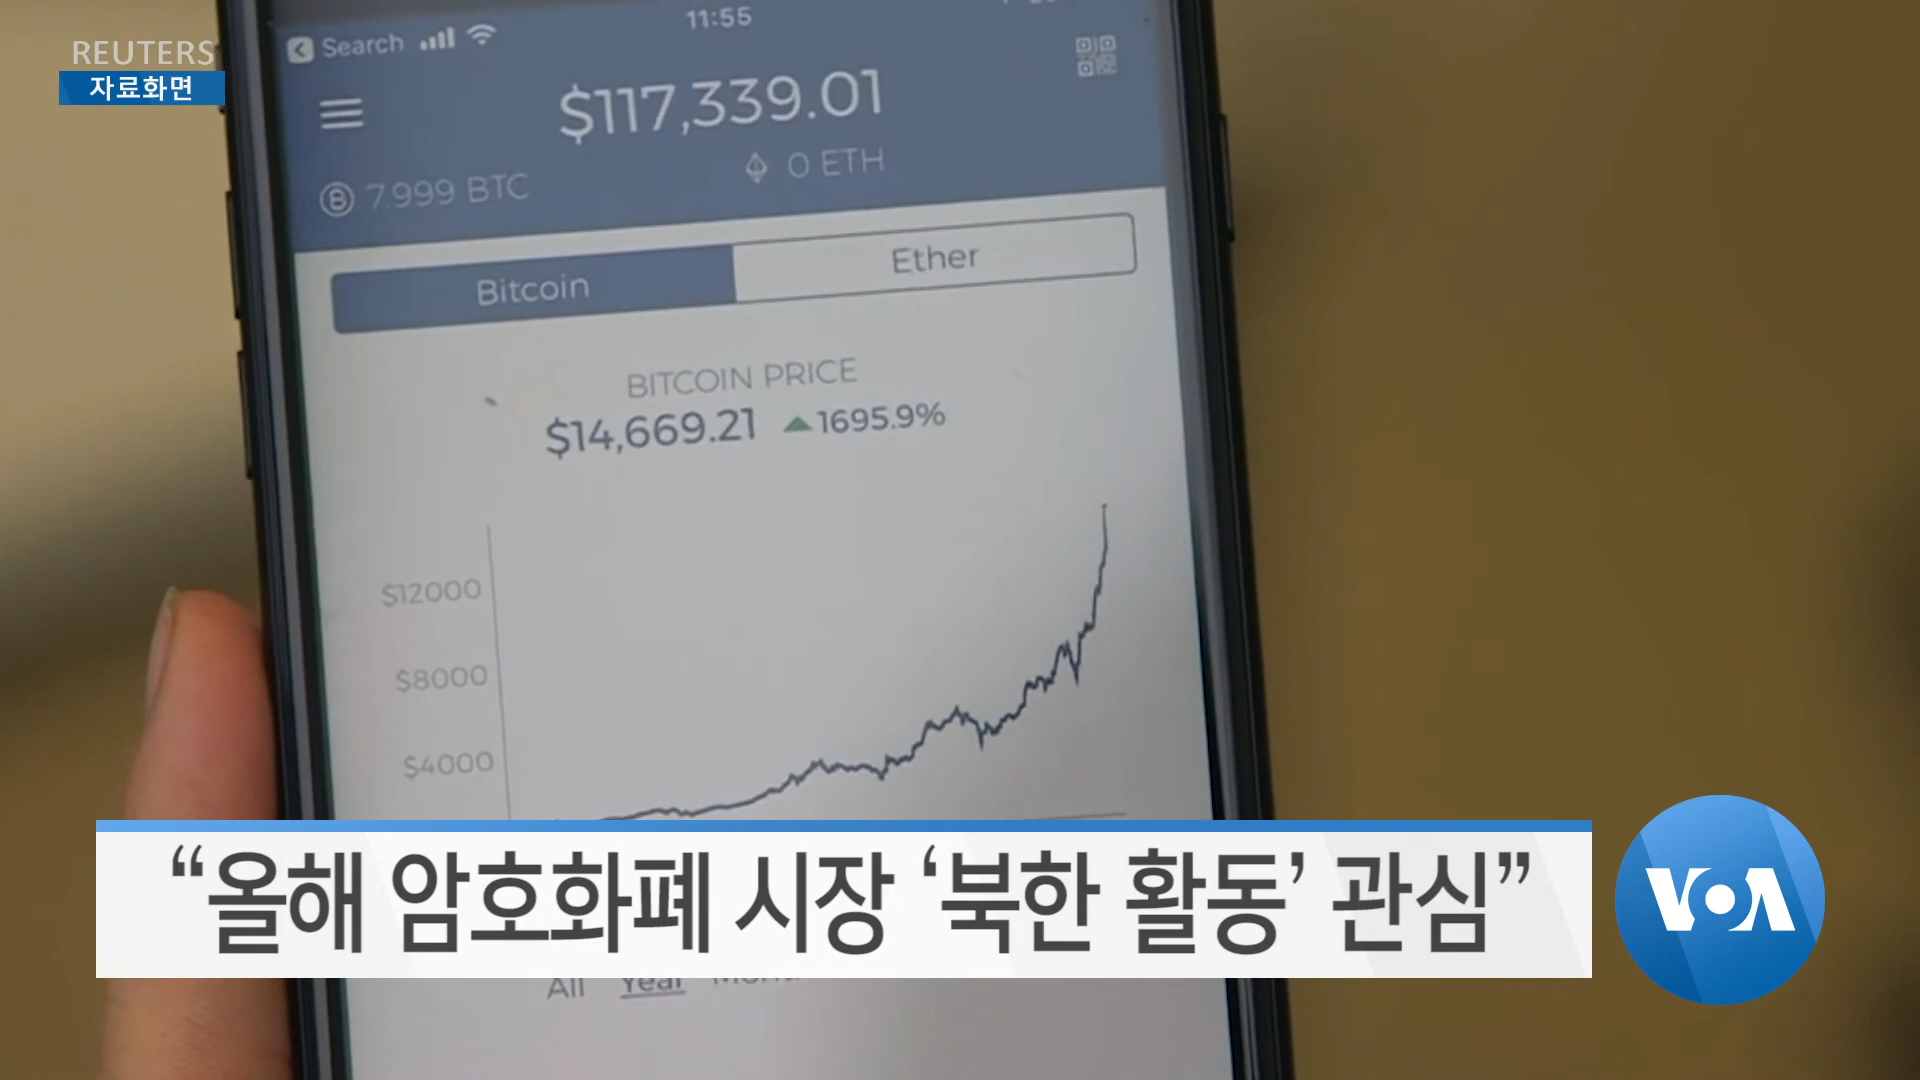 REUTERS
자료화면
Search
11:55
$117,339.01
7.999 BTC
0 ETH
Bitcoin
Ether
BITCOIN PRICE
$14,669.21 ▲1695.9%
$12000
$8000
$4000
“올해 암호화폐 시장 ‘북한 활동’ 관심”
VOA
All Year